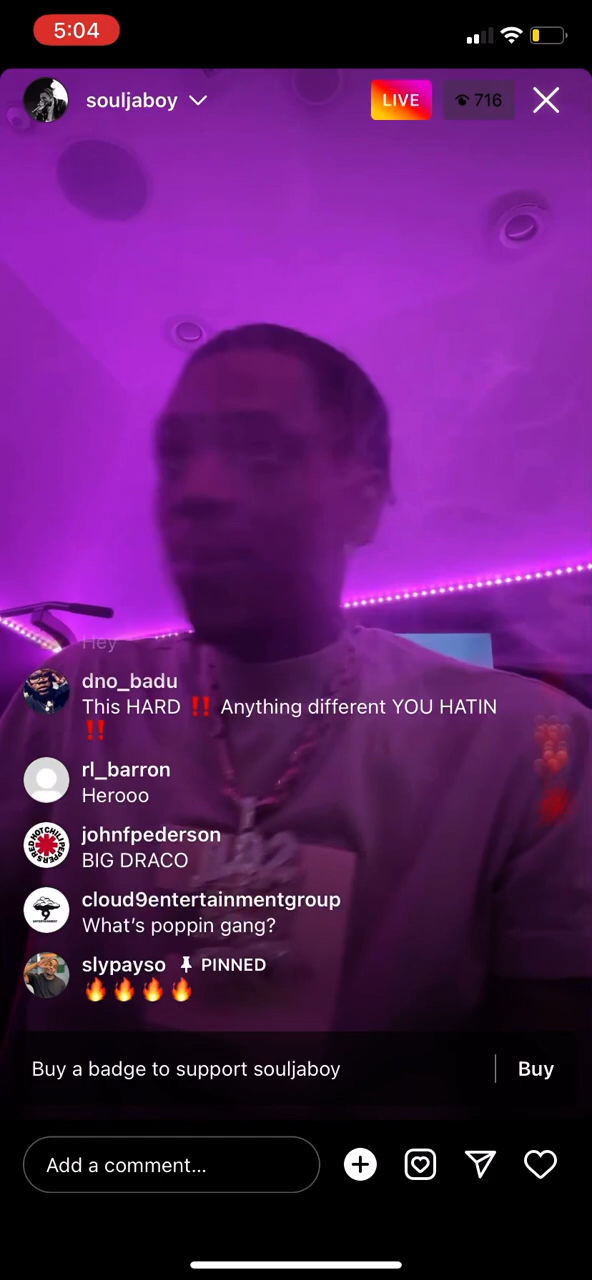 5:04
souljaboy
LIVE
716
Hey
dno_badu
This HARD ‼️ Anything different YOU HATIN
‼️
rl_barron
Herooo
johnfpederson
BIG DRACO
cloud9entertainmentgroup
What's poppin gang?
slypayso PINNED
🔥🔥🔥🔥
Buy a badge to support souljaboy
Buy
Add a comment...